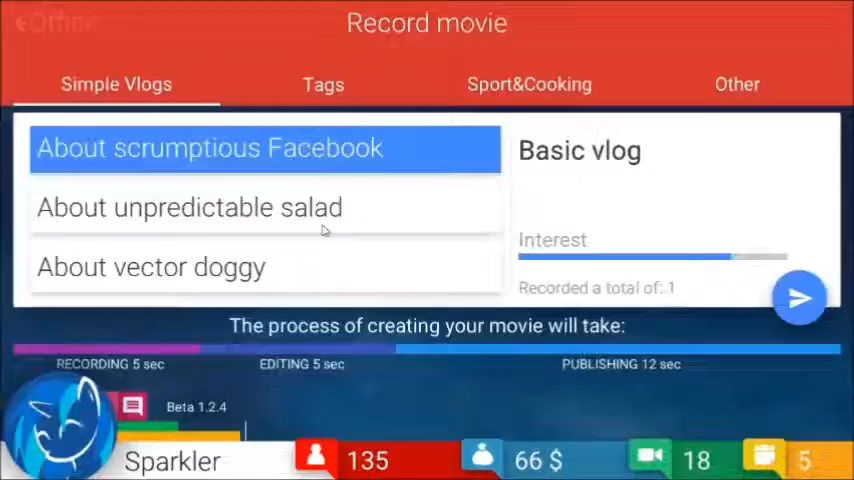 Office
Record movie
Simple Vlogs Tags Sport&Cooking Other
About scrumptious Facebook
Basic vlog
About unpredictable salad
Interest
About vector doggy
Recorded a total of: 1
The process of creating your movie will take:
RECORDING 5 sec EDITING 5 sec PUBLISHING 12 sec
Beta 1.2.4
Sparkler 135 66 $ 18 5